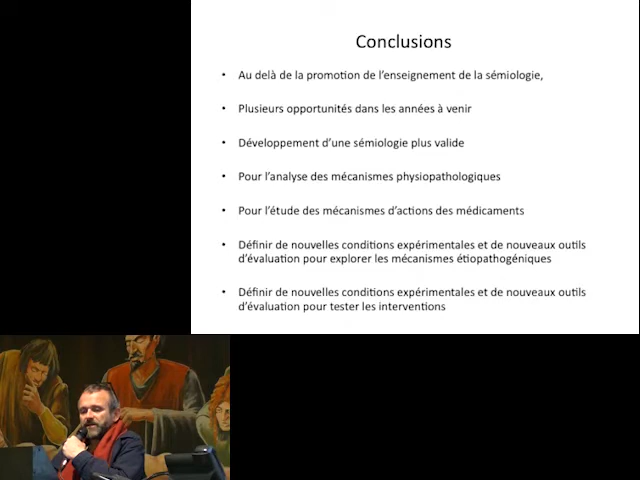 Conclusions
• Au delà de la promotion de l'enseignement de la sémiologie,
• Plusieurs opportunités dans les années à venir
• Développement d'une sémiologie plus valide
• Pour l'analyse des mécanismes physiopathologiques
• Pour l'étude des mécanismes d'actions des médicaments
• Définir de nouvelles conditions expérimentales et de nouveaux outils
d'évaluation pour explorer les mécanismes étiopathogéniques
• Définir de nouvelles conditions expérimentales et de nouveaux outils
d'évaluation pour tester les interventions